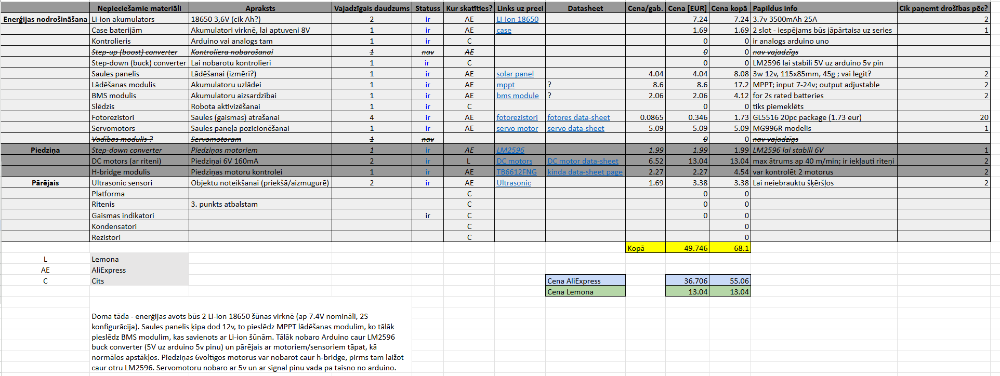 Nepieciešamie materiāli Apraksts Vajadzīgais daudzums Statuss Kur skatīties? Links uz preci Datasheet Cena/gab. Cena [EUR] Cena kopā Papildus info Cik paņemt drošības pēc?
Enerģijas nodrošināšana Li-ion akumulators 18650 3,6V (cik Ah?) 2 ir AE LI-ion 18650 7.24 7.24 3.7v 3500mAh 25A 2
Case baterijām Akumulatori virknē, lai aptuveni 8V 1 ir AE case 1.69 1.69 2 slot - iespējams būs jāpārtaisa uz series 1
Kontrolieris Arduino vai analogs tam 1 ir C 0 0 ir analogs arduino uno
Step-up (boost) converter Kontroliera nobarošanai 1 nav AE 0 0 nav vajadzīgs
Step-down (buck) converter Lai nobarotu kontrolieri 1 ir C 0 0 LM2596 lai stabili 5V uz arduino 5v pin
Saules panelis Lādēšanai (izmēri?) 1 ir AE solar panel 4.04 4.04 8.08 3w 12v, 115x85mm, 45g ; vai legit? 2
Lādēšanas modulis Akumulatoru uzlādei 1 ir AE mppt ? 8.6 8.6 17.2 MPPT; input 7-24v; output adjustable 2
BMS modulis Akumulatoru aizsardzībai 1 ir AE bms module ? 2.06 2.06 4.12 for 2s rated batteries 2
Slēdzis Robota aktivizēšanai 1 ir C 0 0 tiks piemeklēts
Fotorezistori Saules (gaismas) atrašanai 4 ir AE fotorezistori fotores data-sheet 0.0865 0.346 1.73 GL5516 20pc package (1.73 eur) 20
Servomotors Saules paneļa pozicionēšanai 1 ir AE servo motor servo data-sheet 5.09 5.09 5.09 MG996R modelis 1
Vadības modulis ? Servomotoram 1 nav 0 0 nav vajadzīgs
Piedziņa Step-down converter Piedziņas motoriem 1 ir AE LM2596 1.99 1.99 1.99 LM2596 lai stabili 6V 1
DC motors (ar riteni) Piedziņai 6V 160mA 2 ir L DC motors DC motor data-sheet 6.52 13.04 13.04 max ātrums ap 40 m/min; ir iekļauti riteņi 2
H-bridge modulis Piedziņas motoru kontrolei 1 ir AE TB6612FNG kinda data-sheet page 2.27 2.27 4.54 var kontrolēt 2 motorus 2
Pārējais Ultrasonic sensori Objektu noteikšanai (priekšā/aizmugurē) 2 ir AE Ultrasonic 1.69 3.38 3.38 Lai neiebrauktu šķēršļos 2
Platforma C 0 0
Ritenis 3. punkts atbalstam C 0 0
Gaismas indikatori ir C 0 0
Kondensatori C 0
Rezistori C 0
Kopā 49.746 68.1
L Lemona
AE AliExpress
C Cits Cena AliExpress 36.706 55.06
Cena Lemona 13.04 13.04
Doma tāda - enerģijas avots būs 2 Li-ion 18650 šūnas virknē (ap 7.4V nomināli, 2S
konfigurācija). Saules panelis ķipa dod 12v, to pieslēdz MPPT lādēšanas modulim, ko tālāk
pieslēdz BMS modulim, kas savienots ar Li-ion šūnām. Tālāk nobaro Arduino caur LM2596
buck converter (5V uz arduino 5v pinu) un pārējais ar motoriem/sensoriem tāpat, kā
normālos apstākļos. Piedziņas 6voltīgos motorus var nobarot caur h-bridge, pirms tam laižot
caur otru LM2596. Servomotoru nobaro ar 5v un ar signal pinu vada pa taisno no arduino.